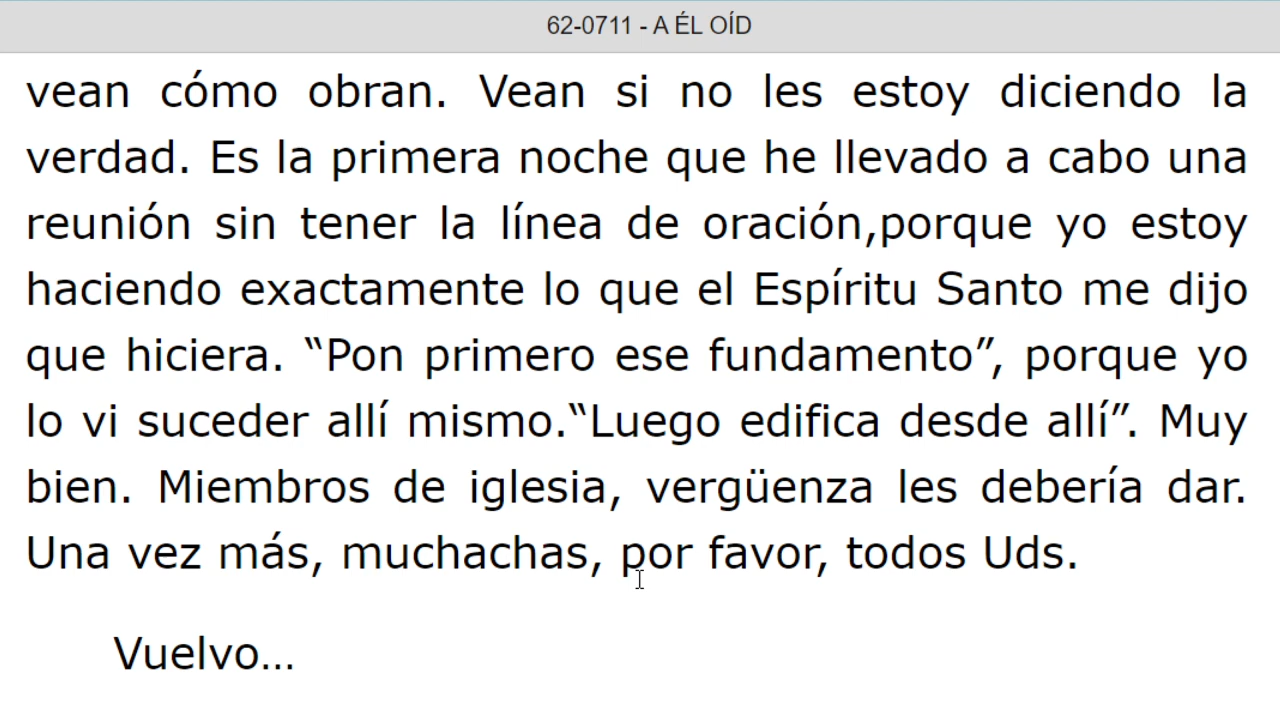 62-0711 - A ÉL OÍD
vean cómo obran. Vean si no les estoy diciendo la
verdad. Es la primera noche que he llevado a cabo una
reunión sin tener la línea de oración,porque yo estoy
haciendo exactamente lo que el Espíritu Santo me dijo
que hiciera. “Pon primero ese fundamento”, porque yo
lo vi suceder allí mismo.“Luego edifica desde allí”. Muy
bien. Miembros de iglesia, vergüenza les debería dar.
Una vez más, muchachas, por favor, todos Uds.
Vuelvo…